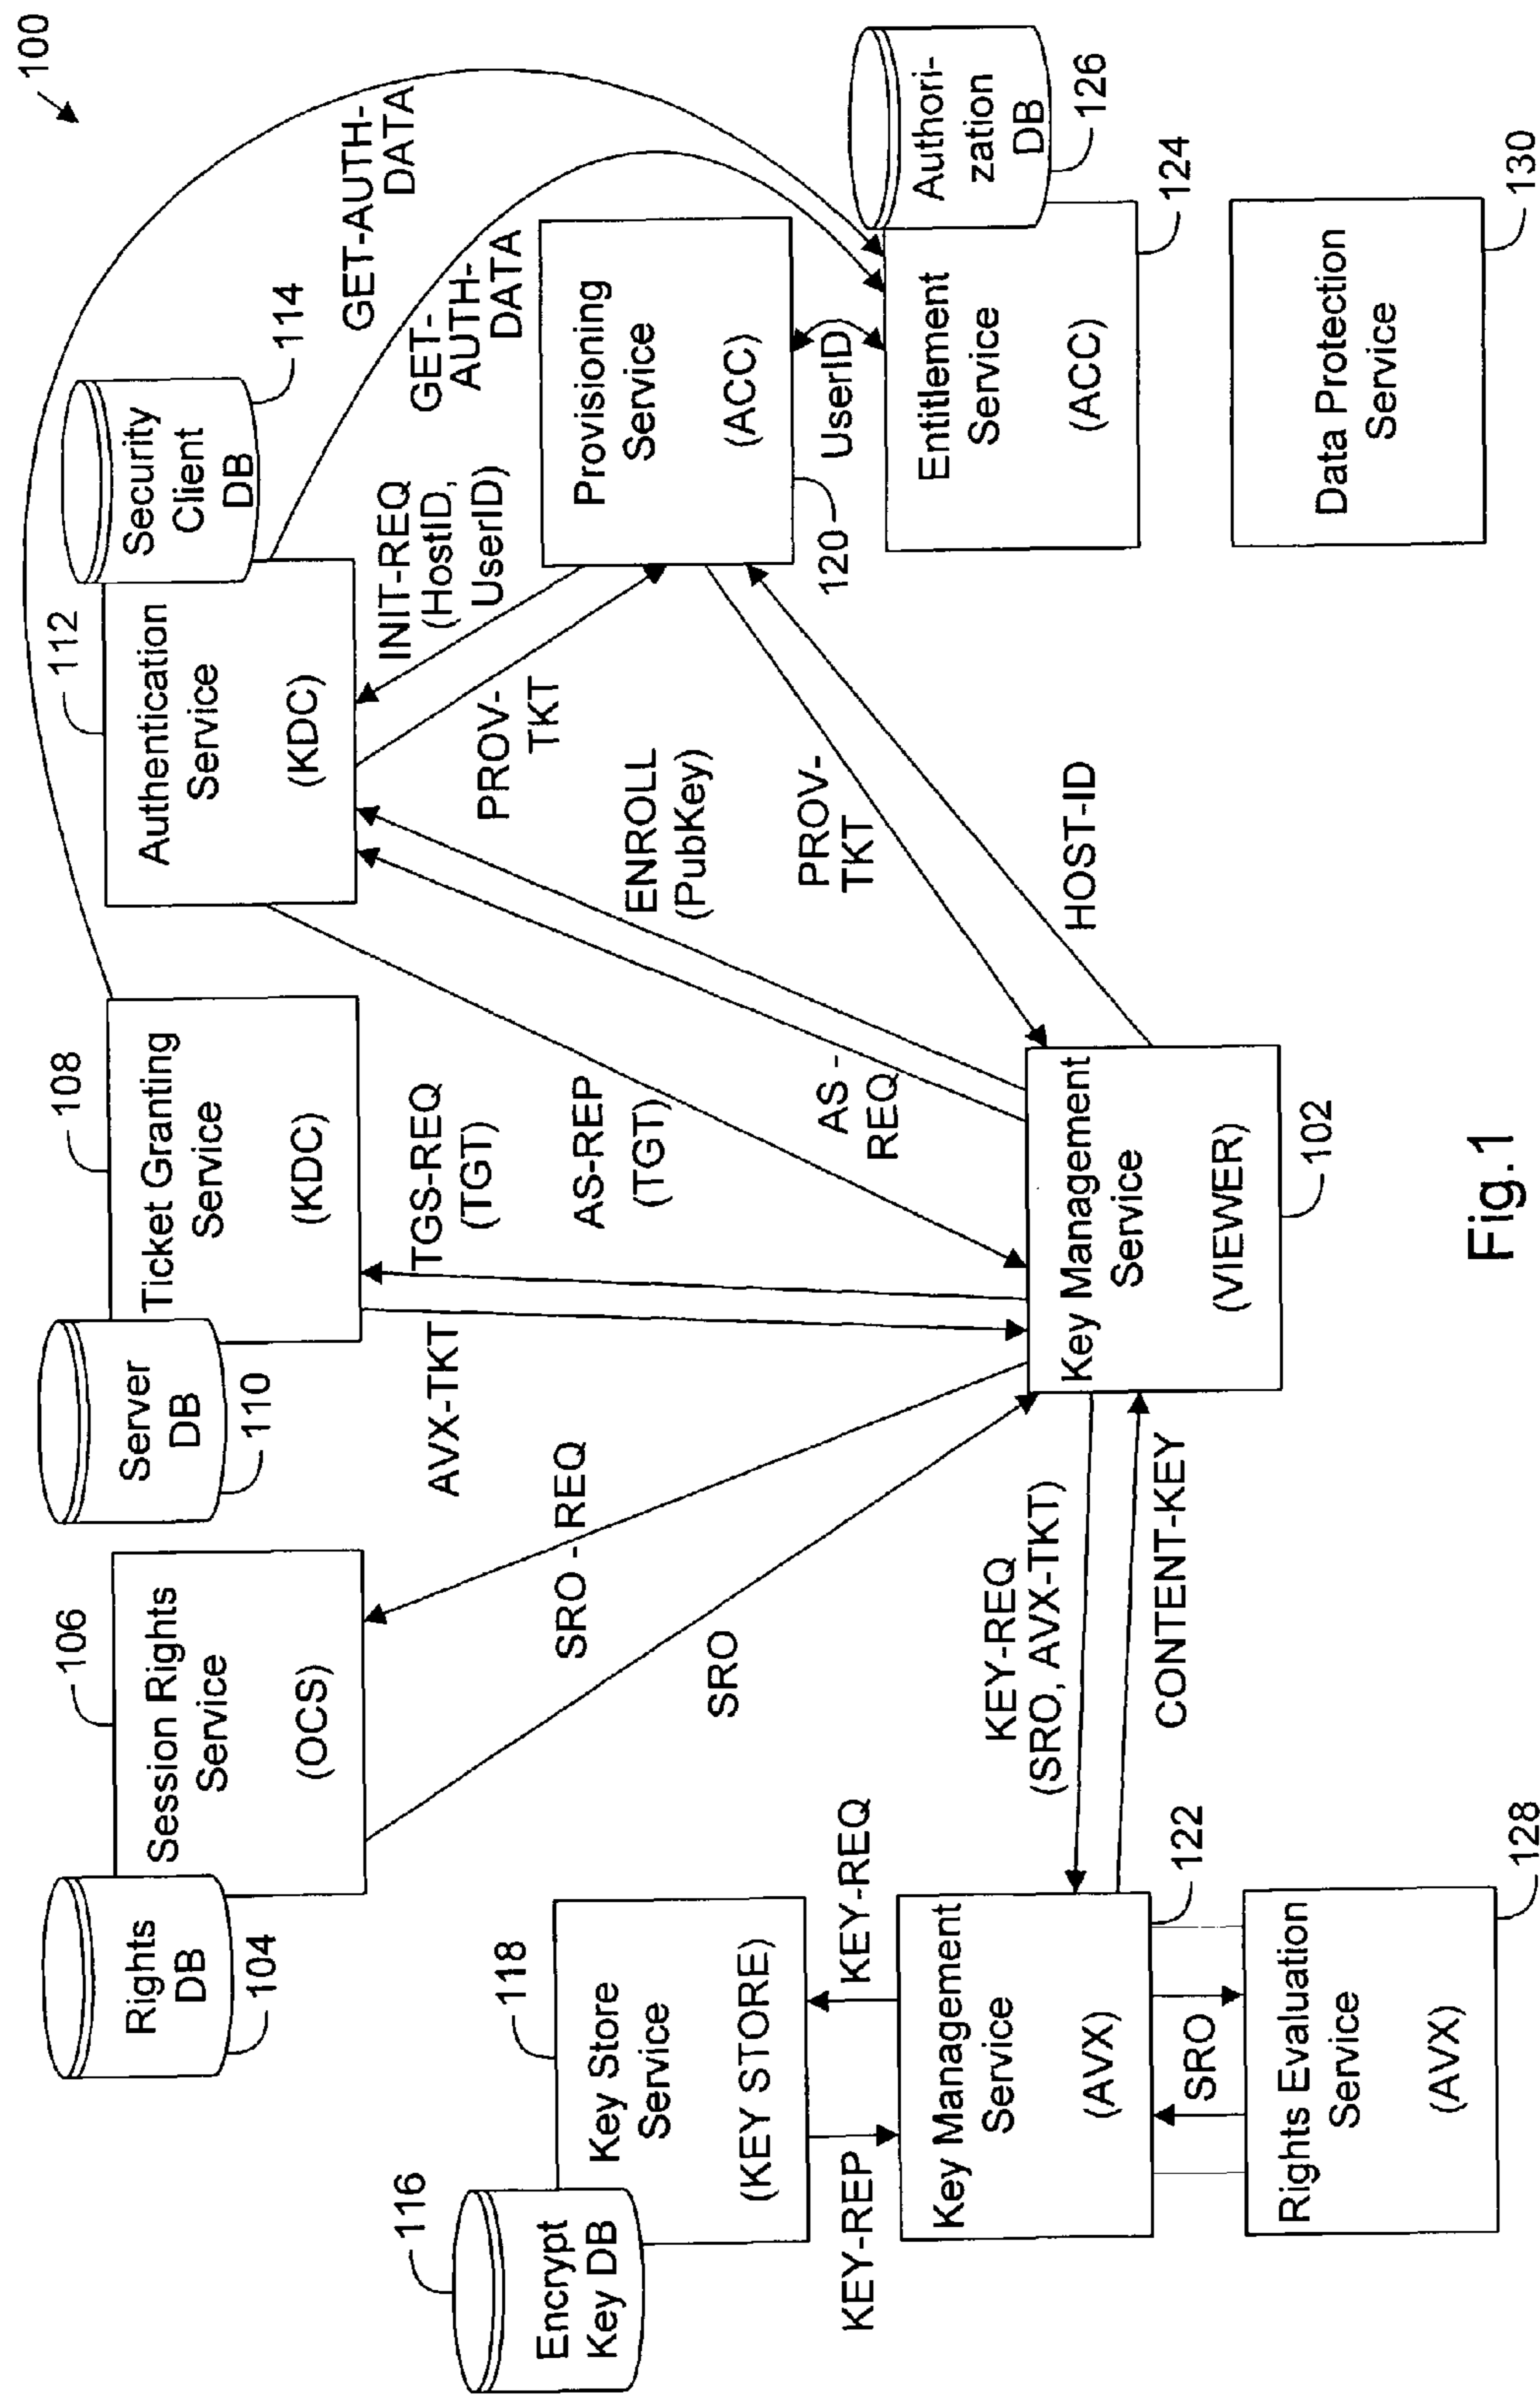 100
Rights
DB
104
106
Session Rights
Service
(OCS)
Server
DB
110
108
Ticket Granting
Service
(KDC)
112
Authentication
Service
(KDC)
Security
Client
DB
114
GET-AUTH-
DATA
GET-
AUTH-
DATA
INIT-REQ
(HostID,
UserID)
PROV-
TKT
116
Encrypt
Key DB
118
Key Store
Service
(KEY STORE)
SRO - REQ
SRO
AVX-TKT
TGS-REQ
(TGT)
AS-REP
(TGT)
ENROLL
(PubKey)
PROV-
TKT
Provisioning
Service
(ACC)
120
UserID
KEY-REP
KEY-REQ
AS -
REQ
HOST-ID
Entitlement
Service
(ACC)
124
Authori-
zation
DB
126
Key Management
Service
(AVX)
122
KEY-REQ
(SRO, AVX-TKT)
CONTENT-KEY
Key Management
Service
(VIEWER)
102
SRO
Rights Evaluation
Service
(AVX)
128
Data Protection
Service
130
Fig.1